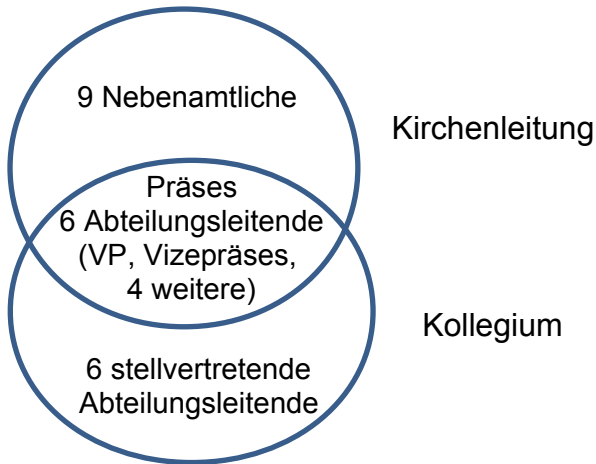 9 Nebenamtliche
Kirchenleitung
Präses
6 Abteilungsleitende
(VP, Vizepräses,
4 weitere)
Kollegium
6 stellvertretende
Abteilungsleitende